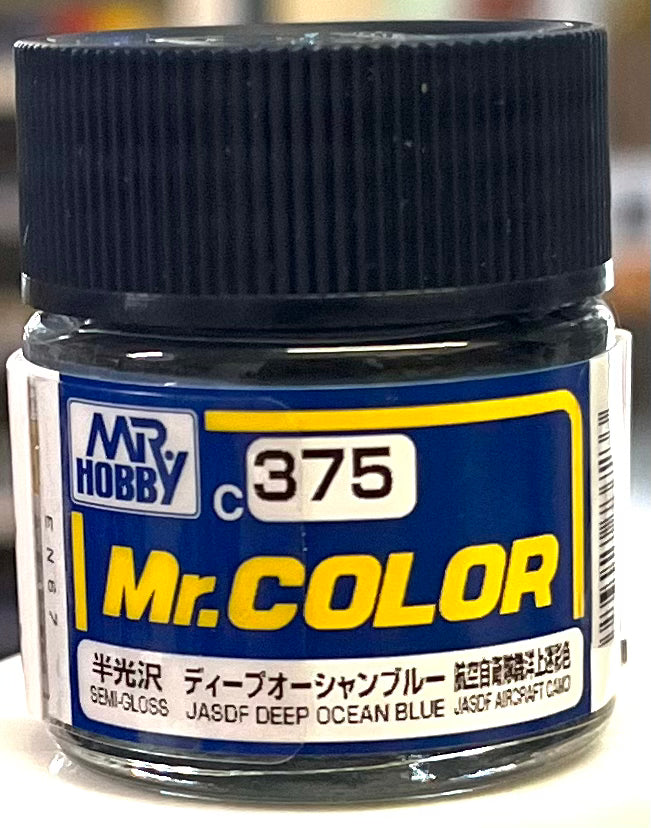 MR.
HOBBY
C 375
Mr.COLOR
半光沢 ディープオーシャンブルー 航空自衛隊機洋上迷彩色
SEMI-GLOSS JASDF DEEP OCEAN BLUE JASDF AIRCRAFT CAMO